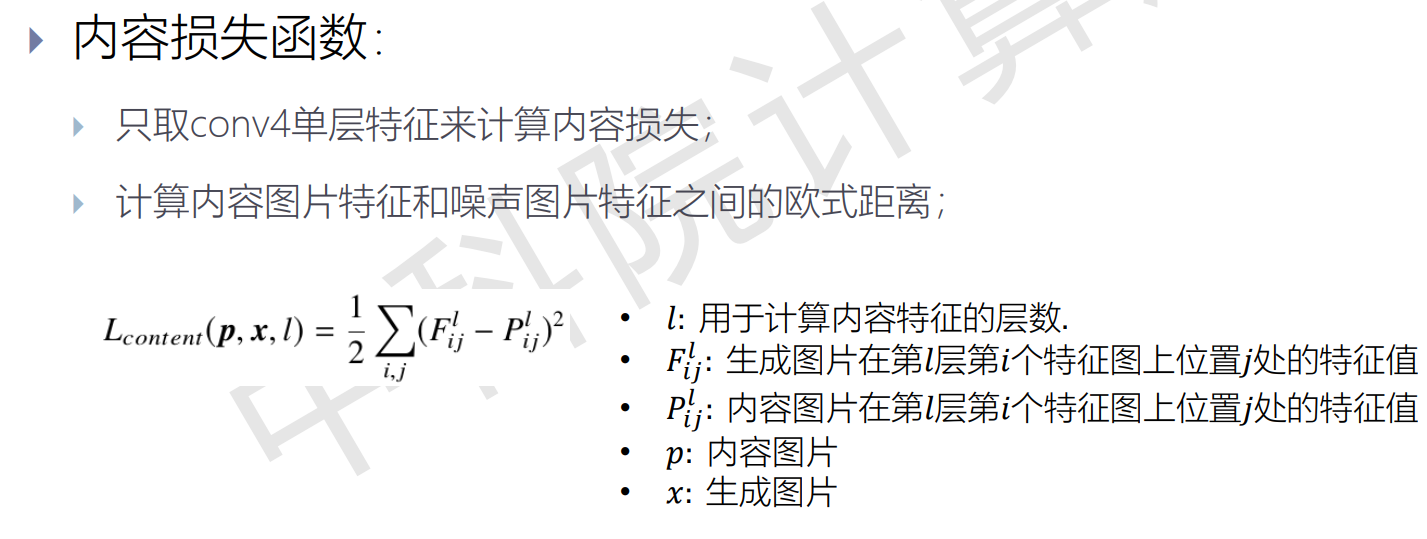 内容损失函数：
只取conv4单层特征来计算内容损失；
计算内容图片特征和噪声图片特征之间的欧式距离；
L_{content}(p, x, l) = \frac{1}{2} \sum_{i,j} (F_{ij}^{l} - P_{ij}^{l})^2
• l: 用于计算内容特征的层数.
• F_{ij}^{l}: 生成图片在第l层第i个特征图上位置j处的特征值
• P_{ij}^{l}: 内容图片在第l层第i个特征图上位置j处的特征值
• p: 内容图片
• x: 生成图片
中科院计算